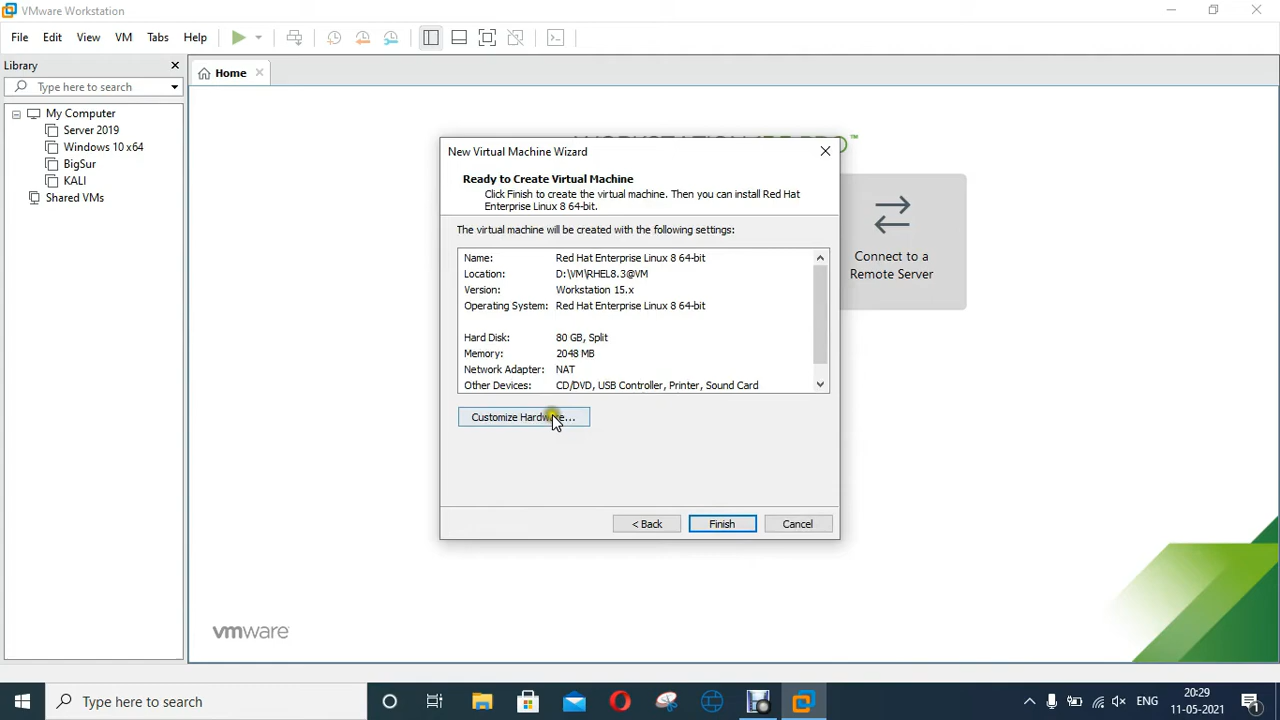 VMware Workstation
File Edit View VM Tabs Help
Library
Type here to search
Home
My Computer
Server 2019
Windows 10 x64
BigSur
KALI
Shared VMs
New Virtual Machine Wizard
Ready to Create Virtual Machine
Click Finish to create the virtual machine. Then you can install Red Hat
Enterprise Linux 8 64-bit.
The virtual machine will be created with the following settings:
Name: Red Hat Enterprise Linux 8 64-bit
Location: D:\VM\RHEL8.3@VM
Version: Workstation 15.x
Operating System: Red Hat Enterprise Linux 8 64-bit
Hard Disk: 80 GB, Split
Memory: 2048 MB
Network Adapter: NAT
Other Devices: CD/DVD, USB Controller, Printer, Sound Card
Customize Hardware...
< Back Finish Cancel
Connect to a
Remote Server
vmware
Type here to search
ENG
20:29
11-05-2021
1